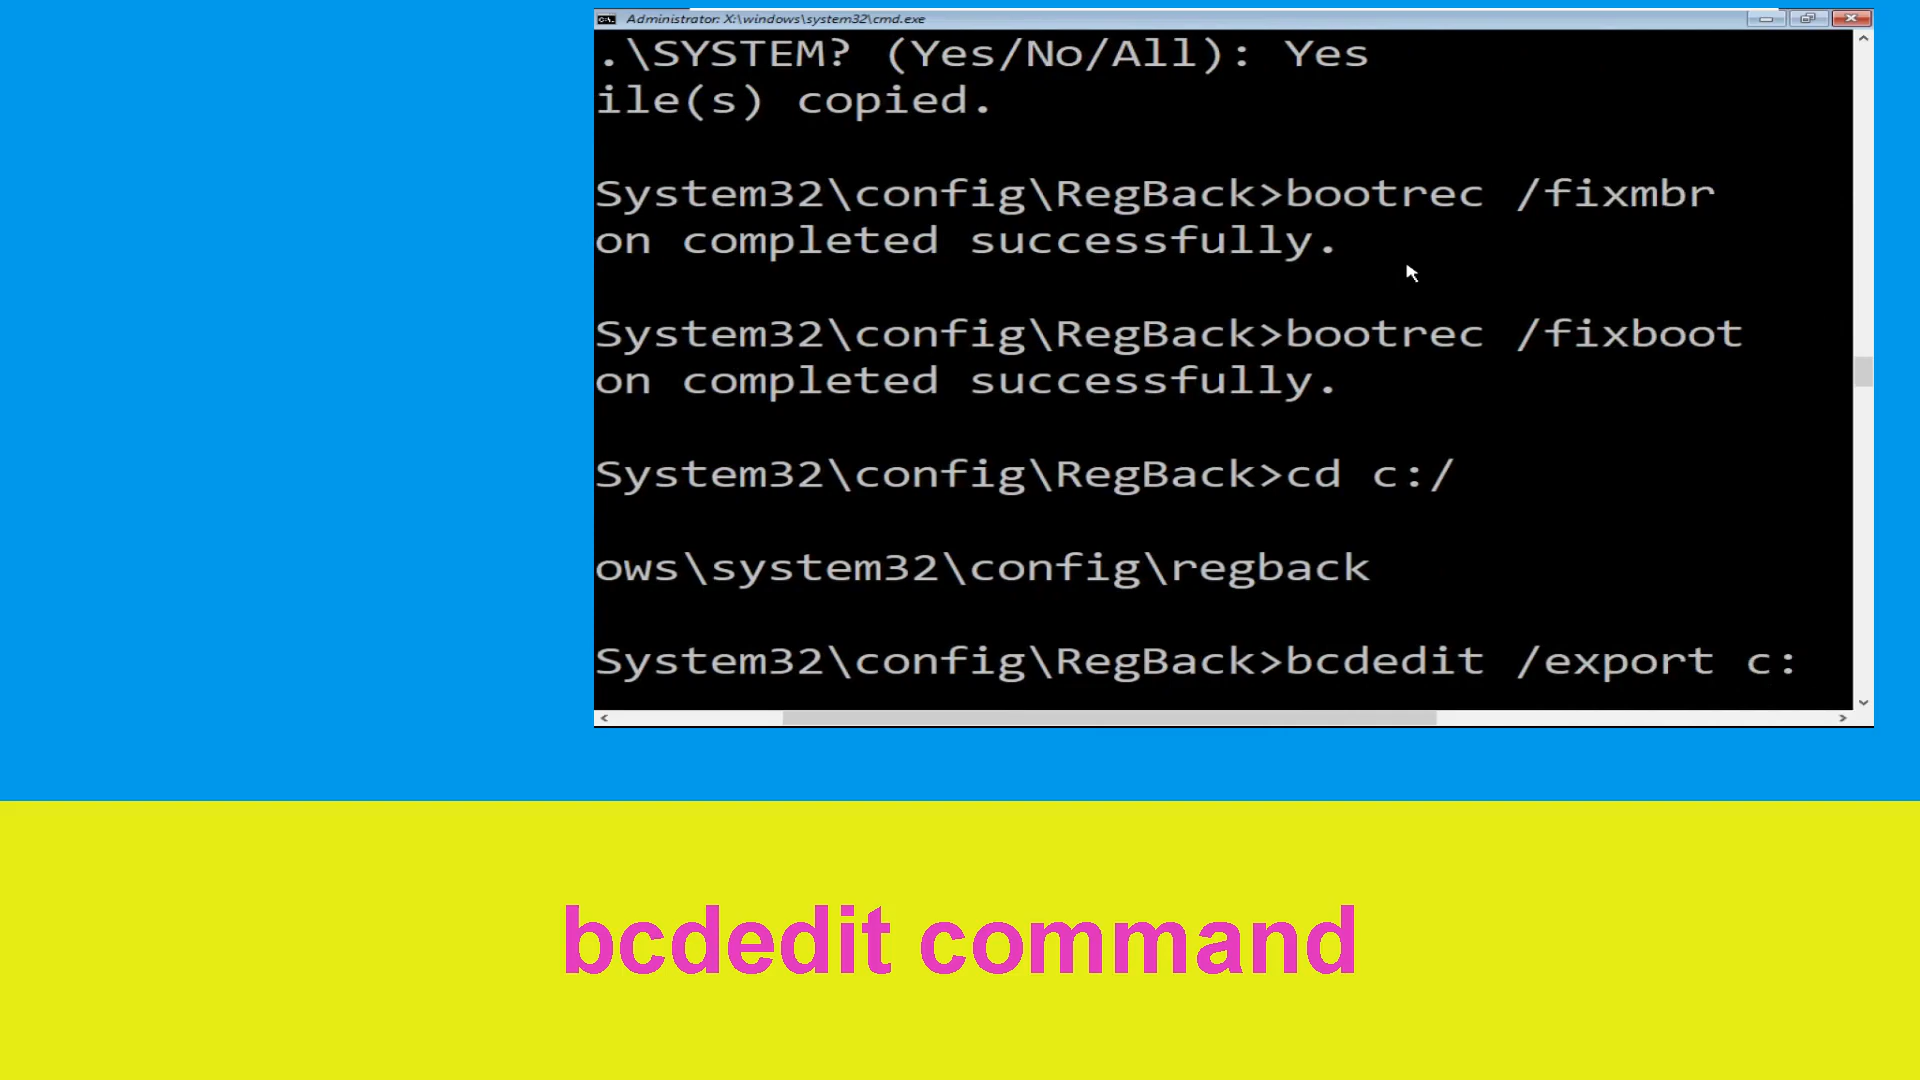 Administrator: X:\windows\system32\cmd.exe
.\SYSTEM? (Yes/No/All): Yes
ile(s) copied.
System32\config\RegBack>bootrec /fixmbr
on completed successfully.
System32\config\RegBack>bootrec /fixboot
on completed successfully.
System32\config\RegBack>cd c:/
ows\system32\config\regback
System32\config\RegBack>bcdedit /export c:
bcdedit command